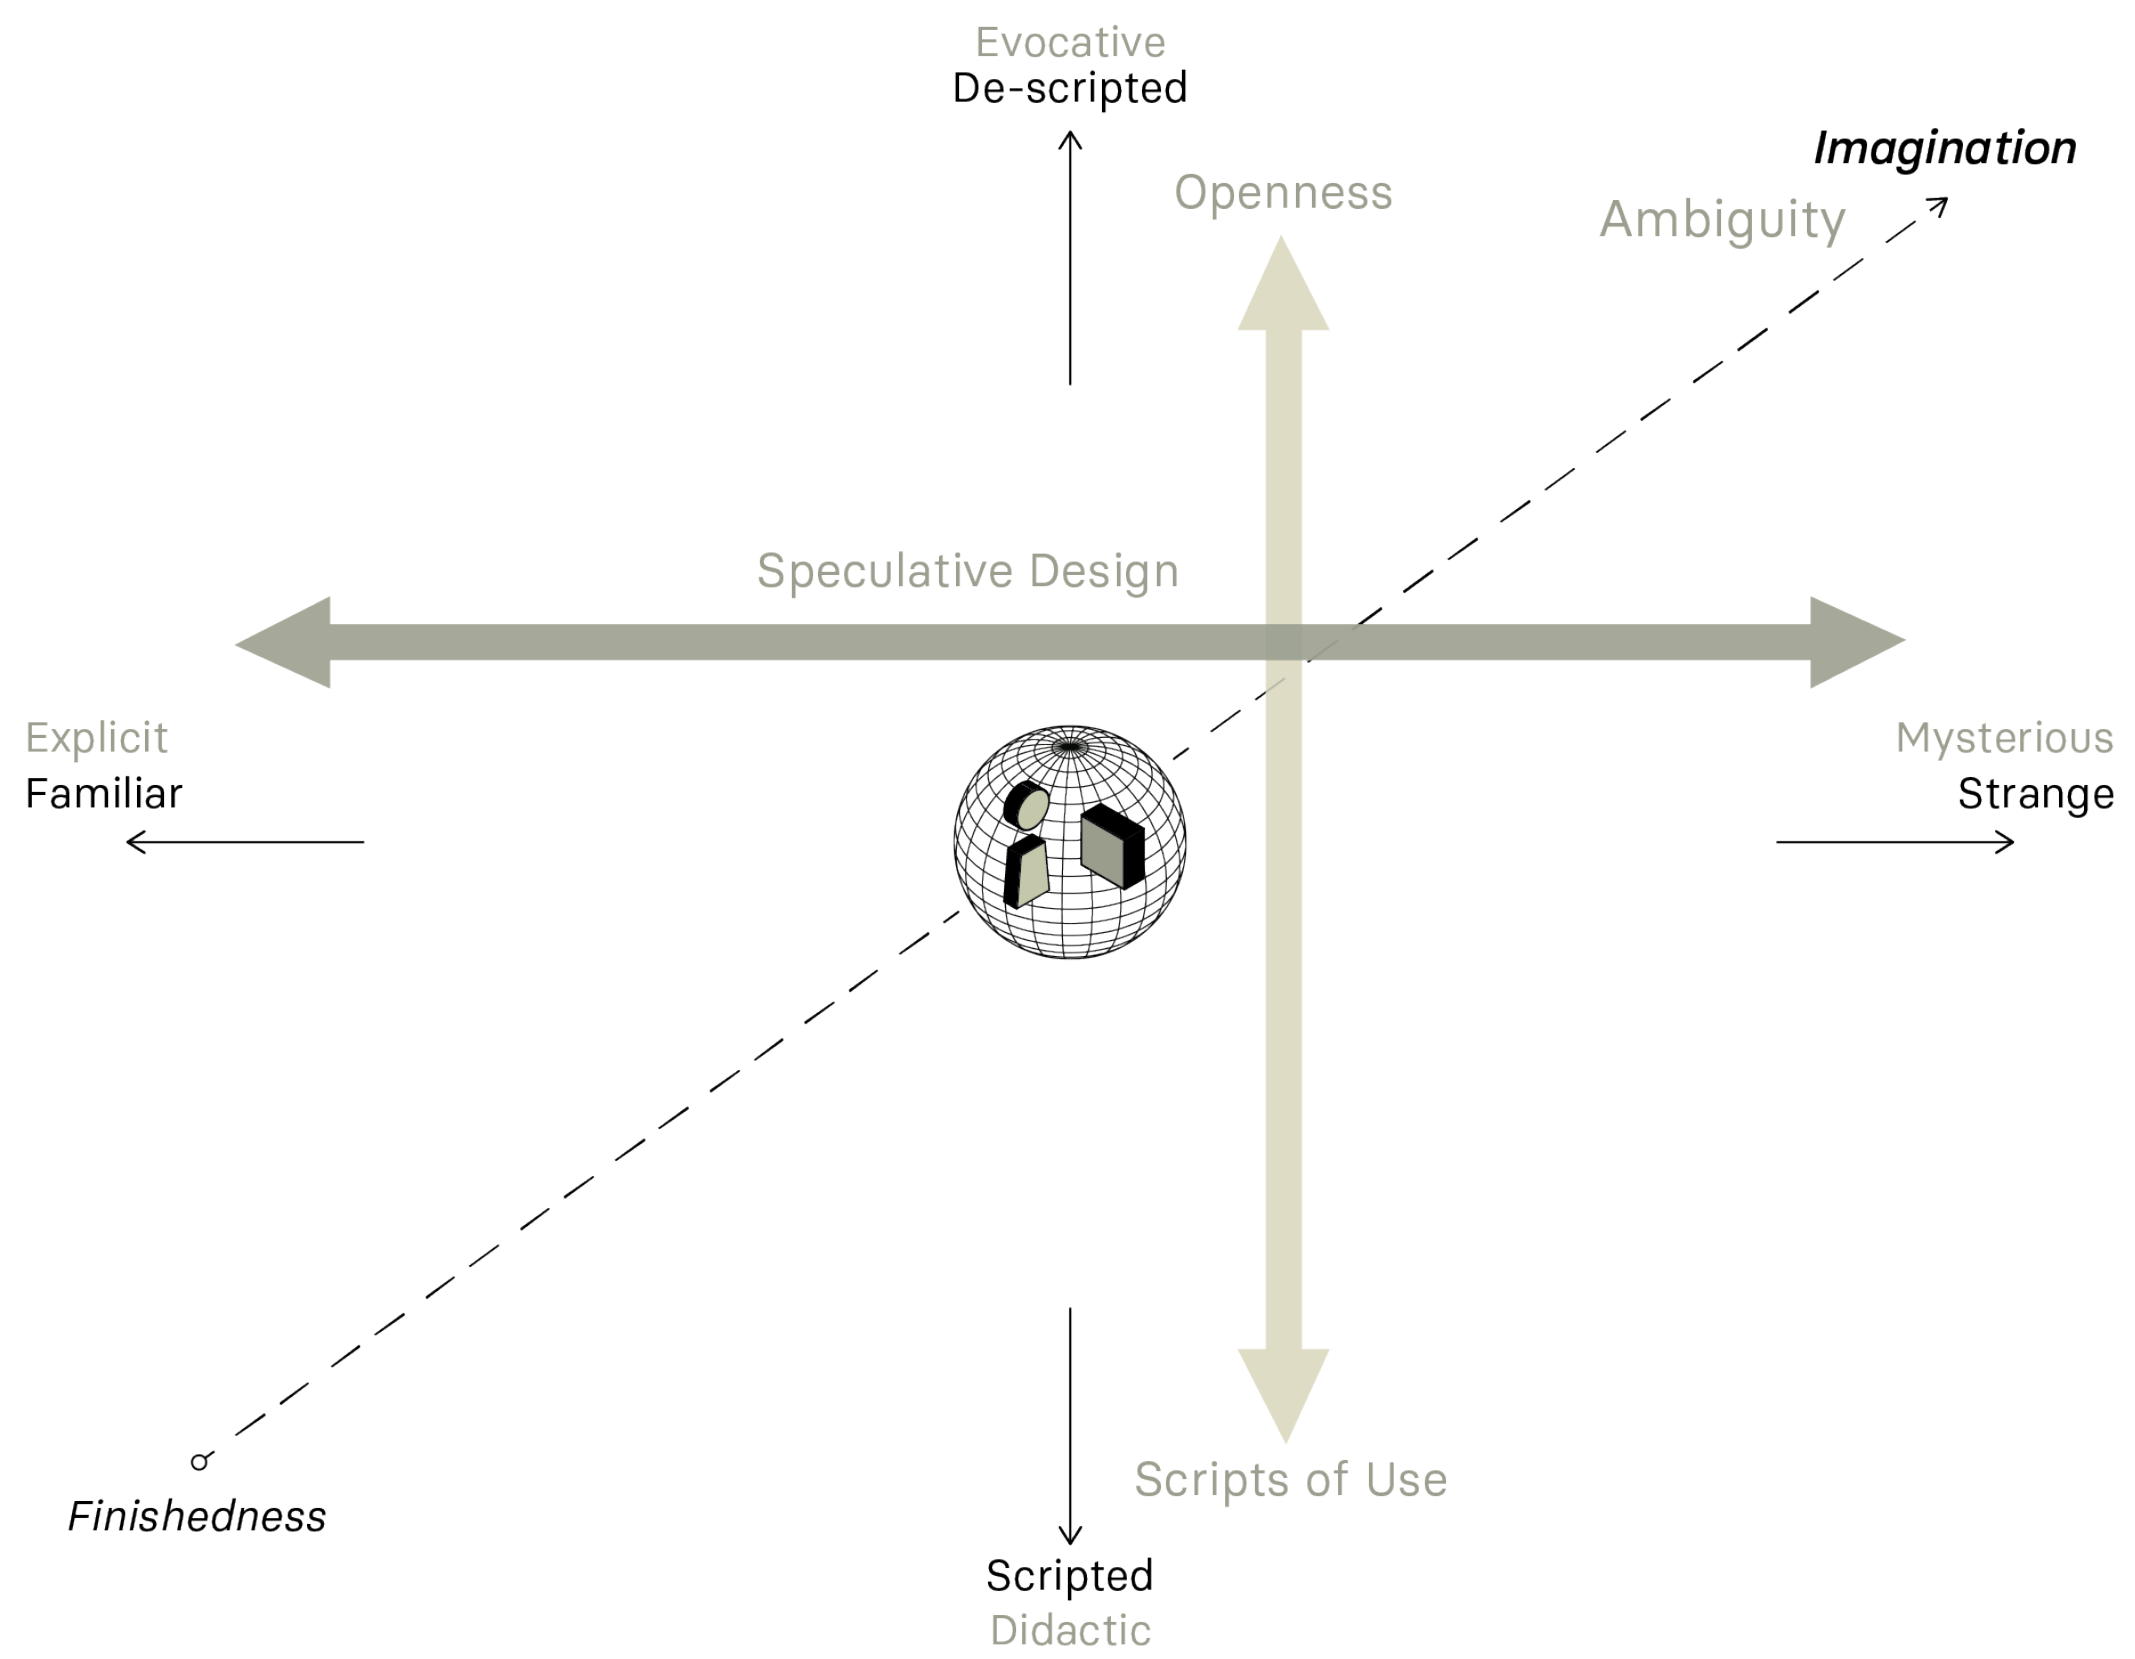 Evocative
De-scripted
Imagination
Openness
Ambiguity
Speculative Design
Explicit
Familiar
Mysterious
Strange
Scripts of Use
Finishedness
Scripted
Didactic